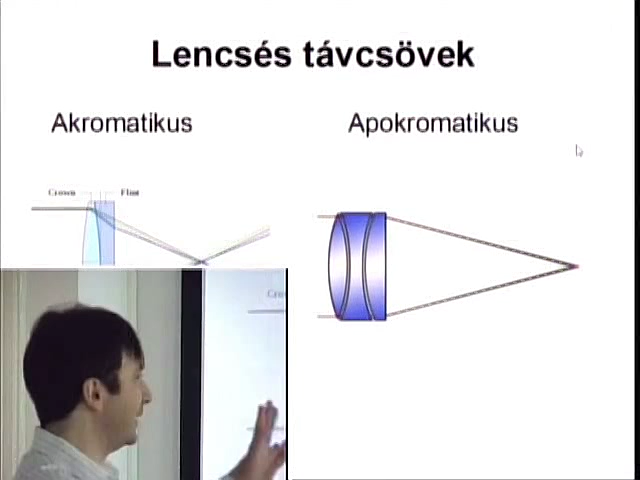 Lencsés távcsövek
Akromatikus
Apokromatikus
Crown
Flint